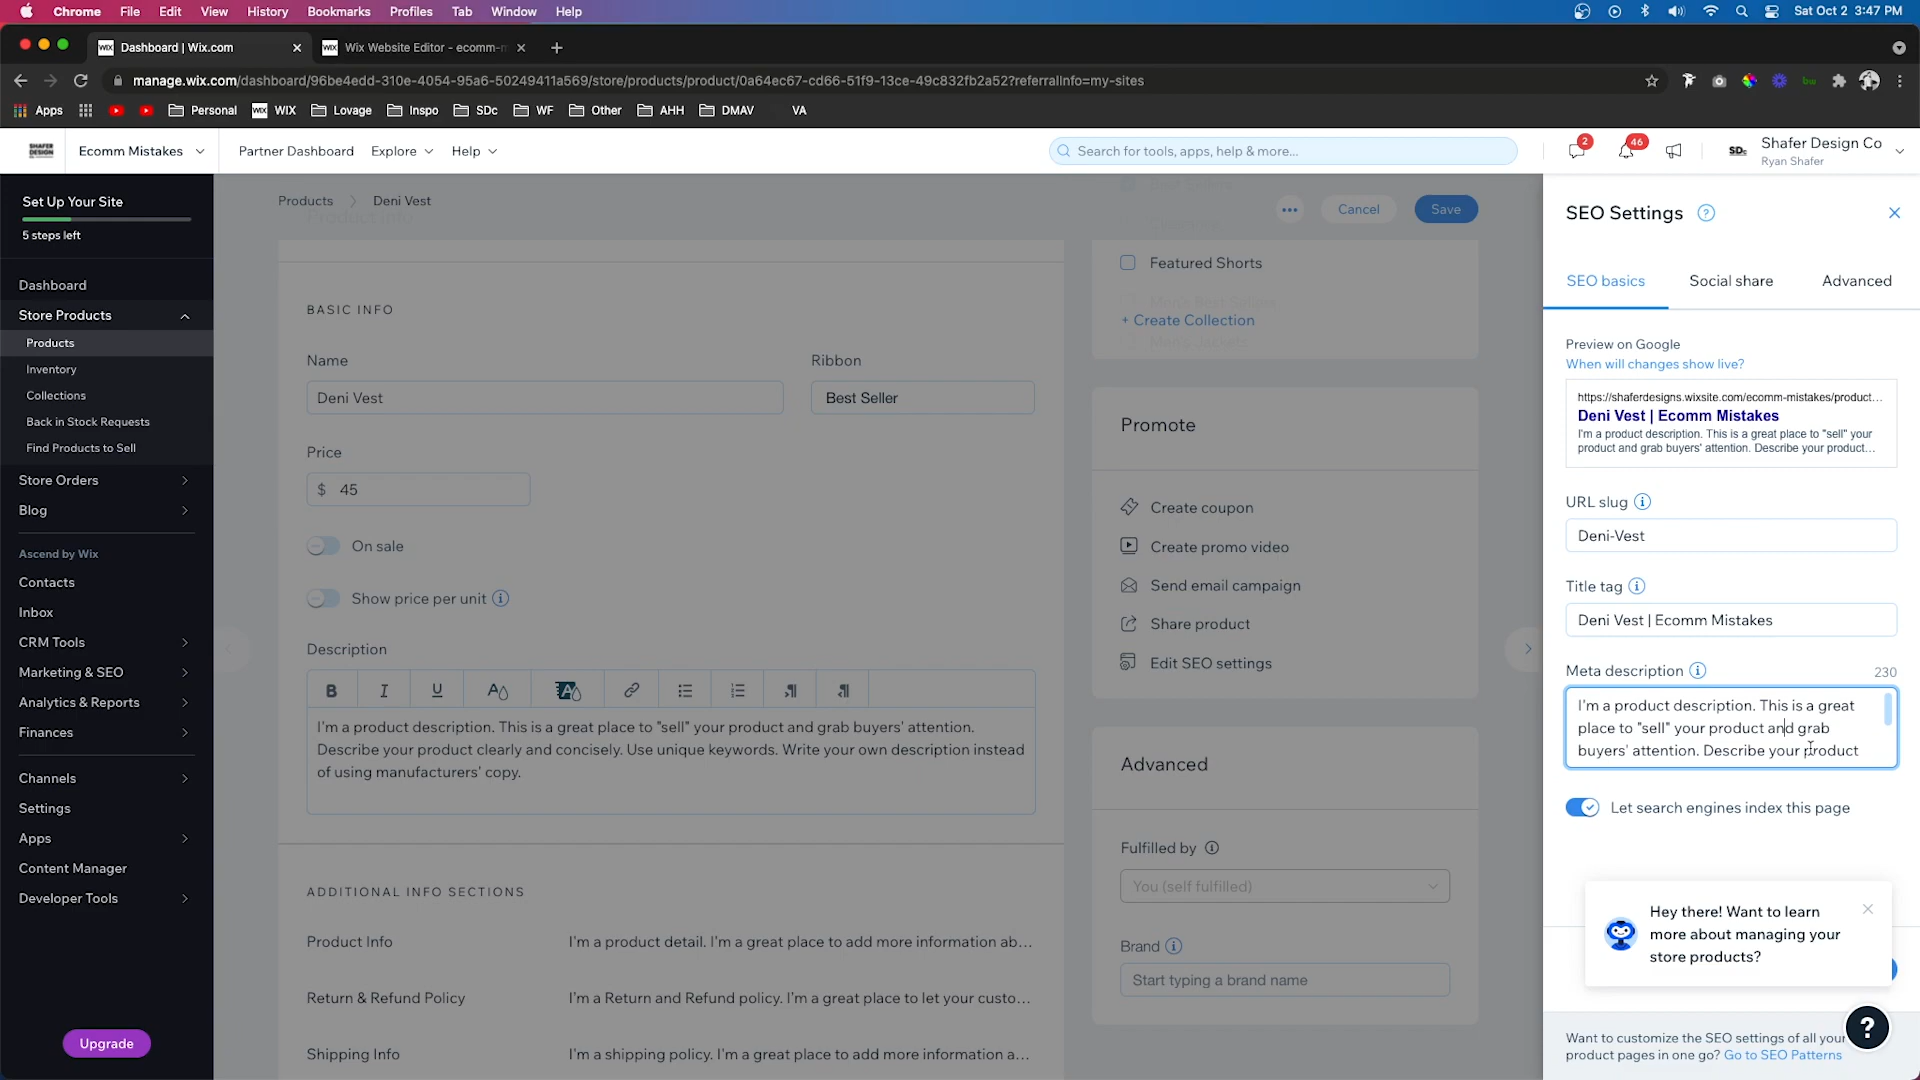 Chrome File Edit View History Bookmarks Profiles Tab Window Help
Sat Oct 2 3:47 PM
WIX Dashboard | Wix.com
WIX Wix Website Editor - ecomm-m
manage.wix.com/dashboard/96be4edd-310e-4054-95a6-50249411a569/store/products/product/0a64ec67-cd66-51f9-13ce-49c832fb2a52?referralInfo=my-sites
Apps Personal WIX WIX Lovage Inspo SDc WF Other AHH DMAV VA
SHAFER DESIGN
Ecomm Mistakes
Partner Dashboard Explore Help
Search for tools, apps, help & more...
2
46
SDc
Shafer Design Co
Ryan Shafer
Set Up Your Site
5 steps left
Dashboard
Store Products
Products
Inventory
Collections
Back in Stock Requests
Find Products to Sell
Store Orders
Blog
Ascend by Wix
Contacts
Inbox
CRM Tools
Marketing & SEO
Analytics & Reports
Finances
Channels
Settings
Apps
Content Manager
Developer Tools
Upgrade
Products
Deni Vest
Product info
Cancel
Save
BASIC INFO
Name
Deni Vest
Ribbon
Best Seller
Price
$ 45
On sale
Show price per unit
Description
B I U
I'm a product description. This is a great place to "sell" your product and grab buyers' attention.
Describe your product clearly and concisely. Use unique keywords. Write your own description instead
of using manufacturers' copy.
ADDITIONAL INFO SECTIONS
Product Info
I'm a product detail. I'm a great place to add more information ab...
Return & Refund Policy
I'm a Return and Refund policy. I'm a great place to let your custo...
Shipping Info
I'm a shipping policy. I'm a great place to add more information a...
Best Sellers
Featured Shorts
Men's Best Sellers
+ Create Collection
Men's Jackets
Promote
Create coupon
Create promo video
Send email campaign
Share product
Edit SEO settings
Advanced
Fulfilled by
You (self fulfilled)
Brand
Start typing a brand name
SEO Settings
SEO basics
Social share
Advanced
Preview on Google
When will changes show live?
https://shaferdesigns.wixsite.com/ecomm-mistakes/product...
Deni Vest | Ecomm Mistakes
I'm a product description. This is a great place to "sell" your
product and grab buyers' attention. Describe your product...
URL slug
Deni-Vest
Title tag
Deni Vest | Ecomm Mistakes
Meta description
230
I'm a product description. This is a great
place to "sell" your product and grab
buyers' attention. Describe your product
Let search engines index this page
Hey there! Want to learn
more about managing your
store products?
?
Want to customize the SEO settings of all your
product pages in one go? Go to SEO Patterns